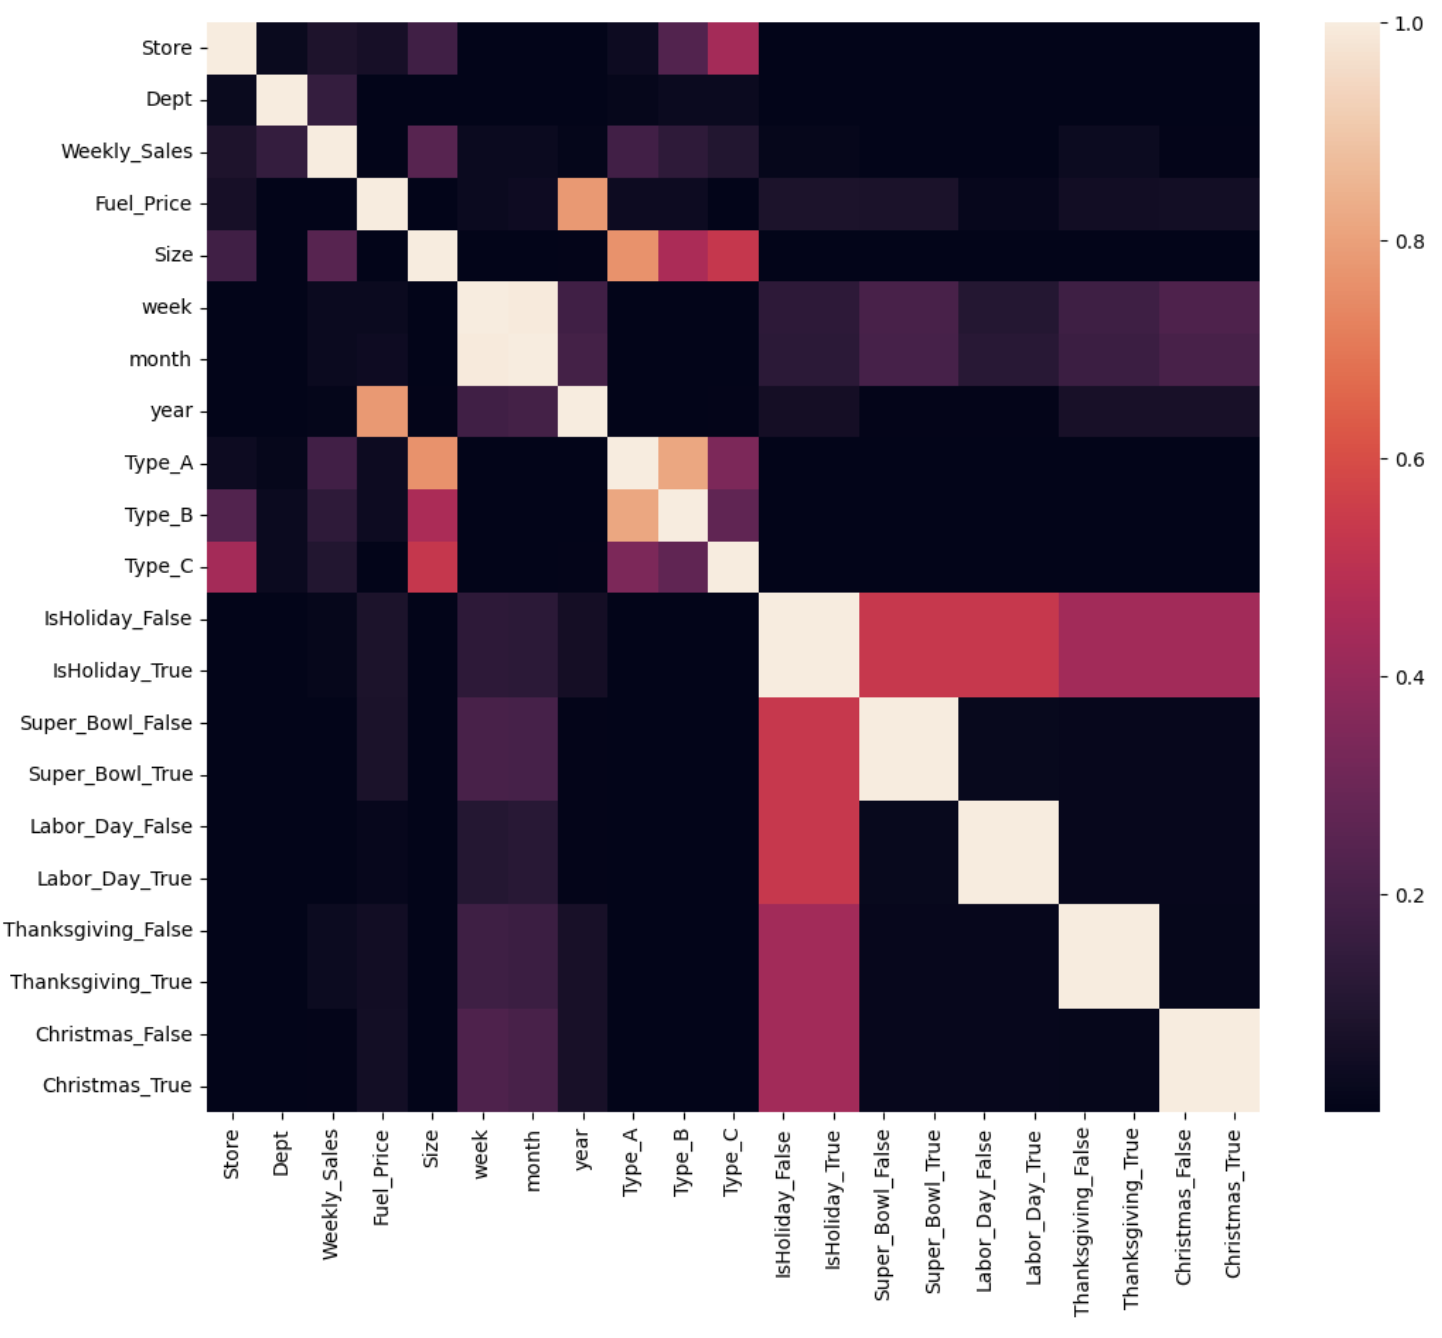 Store
Dept
Weekly_Sales
Fuel_Price
Size
week
month
year
Type_A
Type_B
Type_C
IsHoliday_False
IsHoliday_True
Super_Bowl_False
Super_Bowl_True
Labor_Day_False
Labor_Day_True
Thanksgiving_False
Thanksgiving_True
Christmas_False
Christmas_True
Store
Dept
Weekly_Sales
Fuel_Price
Size
week
month
year
Type_A
Type_B
Type_C
IsHoliday_False
IsHoliday_True
Super_Bowl_False
Super_Bowl_True
Labor_Day_False
Labor_Day_True
Thanksgiving_False
Thanksgiving_True
Christmas_False
Christmas_True
1.0
0.8
0.6
0.4
0.2